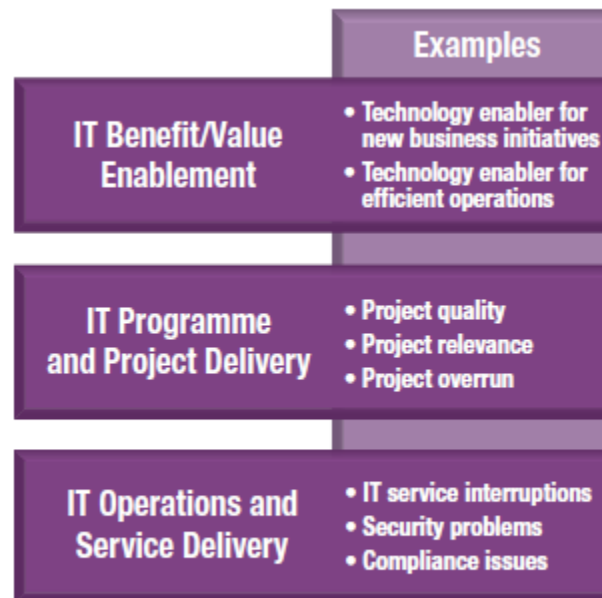 Examples
IT Benefit/Value
Enablement
• Technology enabler for
new business initiatives
• Technology enabler for
efficient operations
IT Programme
and Project Delivery
• Project quality
• Project relevance
• Project overrun
IT Operations and
Service Delivery
• IT service interruptions
• Security problems
• Compliance issues